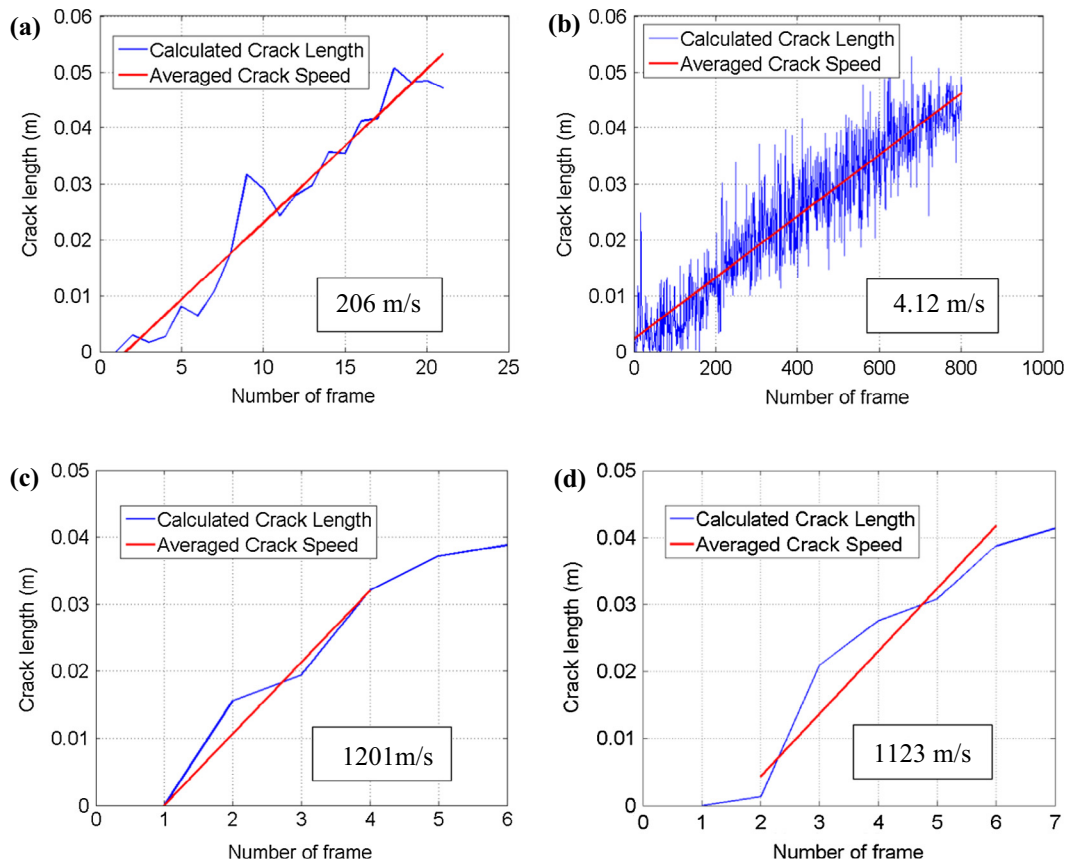 (a)
0.06
0.05
0.04
0.03
0.02
0.01
0
Crack length (m)
Calculated Crack Length
Averaged Crack Speed
206 m/s
0 5 10 15 20 25
Number of frame
(b)
0.06
0.05
0.04
0.03
0.02
0.01
0
Crack length (m)
Calculated Crack Length
Averaged Crack Speed
4.12 m/s
0 200 400 600 800 1000
Number of frame
(c)
0.05
0.04
0.03
0.02
0.01
0
Crack length (m)
Calculated Crack Length
Averaged Crack Speed
1201m/s
0 1 2 3 4 5 6
Number of frame
(d)
0.05
0.04
0.03
0.02
0.01
0
Crack length (m)
Calculated Crack Length
Averaged Crack Speed
1123 m/s
0 1 2 3 4 5 6 7
Number of frame